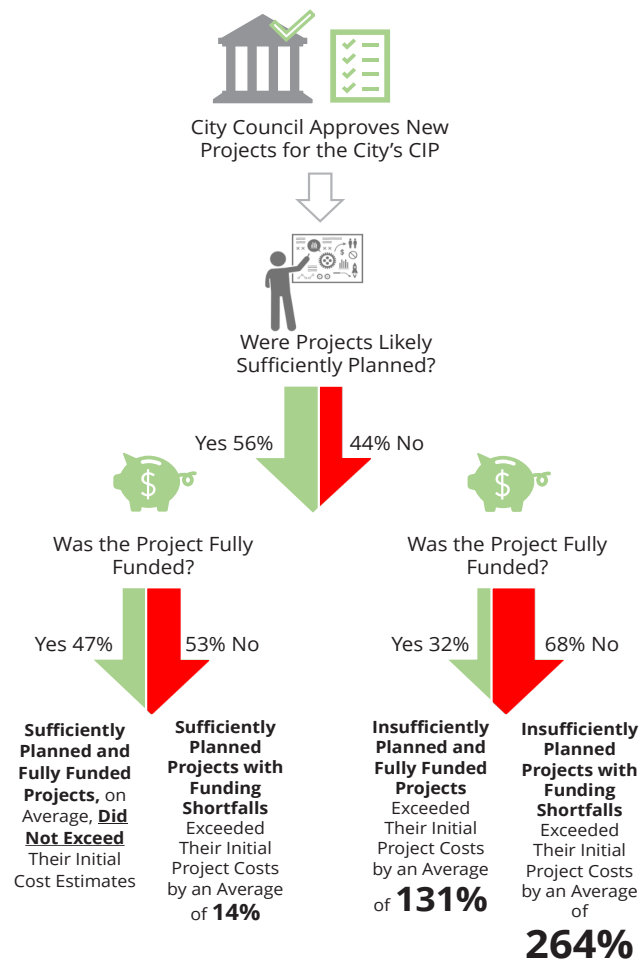 City Council Approves New
Projects for the City's CIP
Were Projects Likely
Sufficiently Planned?
Yes 56%
44% No
$
$
Was the Project Fully
Funded?
Was the Project Fully
Funded?
Yes 47%
53% No
Yes 32%
68% No
Sufficiently
Planned and
Fully Funded
Projects, on
Average, Did
Not Exceed
Their Initial
Cost Estimates
Sufficiently
Planned
Projects with
Funding
Shortfalls
Exceeded
Their Initial
Project Costs
by an Average
of 14%
Insufficiently
Planned and
Fully Funded
Projects
Exceeded
Their Initial
Project Costs
by an Average
of 131%
Insufficiently
Planned
Projects with
Funding
Shortfalls
Exceeded
Their Initial
Project Costs
by an Average
of
264%